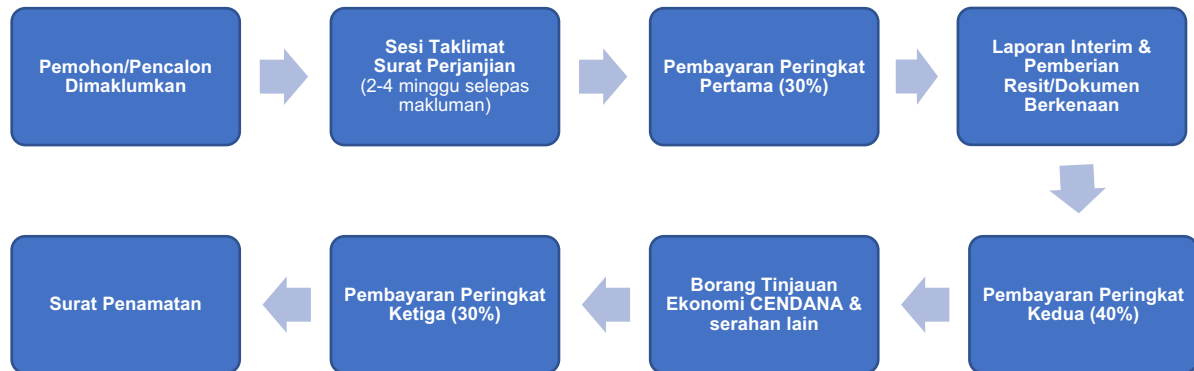 Pemohon/Pencalon
Dimaklumkan
Sesi Taklimat
Surat Perjanjian
(2-4 minggu selepas
makluman)
Pembayaran Peringkat
Pertama (30%)
Laporan Interim &
Pemberian
Resit/Dokumen
Berkenaan
Pembayaran Peringkat
Kedua (40%)
Borang Tinjauan
Ekonomi CENDANA &
serahan lain
Pembayaran Peringkat
Ketiga (30%)
Surat Penamatan